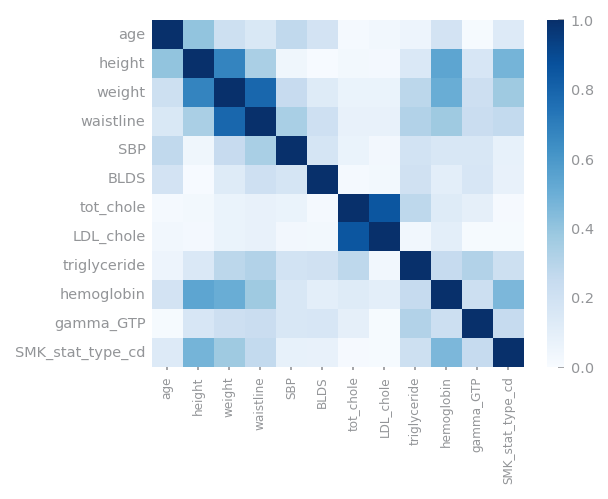 age
height
weight
waistline
SBP
BLDS
tot_chole
LDL_chole
triglyceride
hemoglobin
gamma_GTP
SMK_stat_type_cd
age
height
weight
waistline
SBP
BLDS
tot_chole
LDL_chole
triglyceride
hemoglobin
gamma_GTP
SMK_stat_type_cd
1.0
0.8
0.6
0.4
0.2
0.0